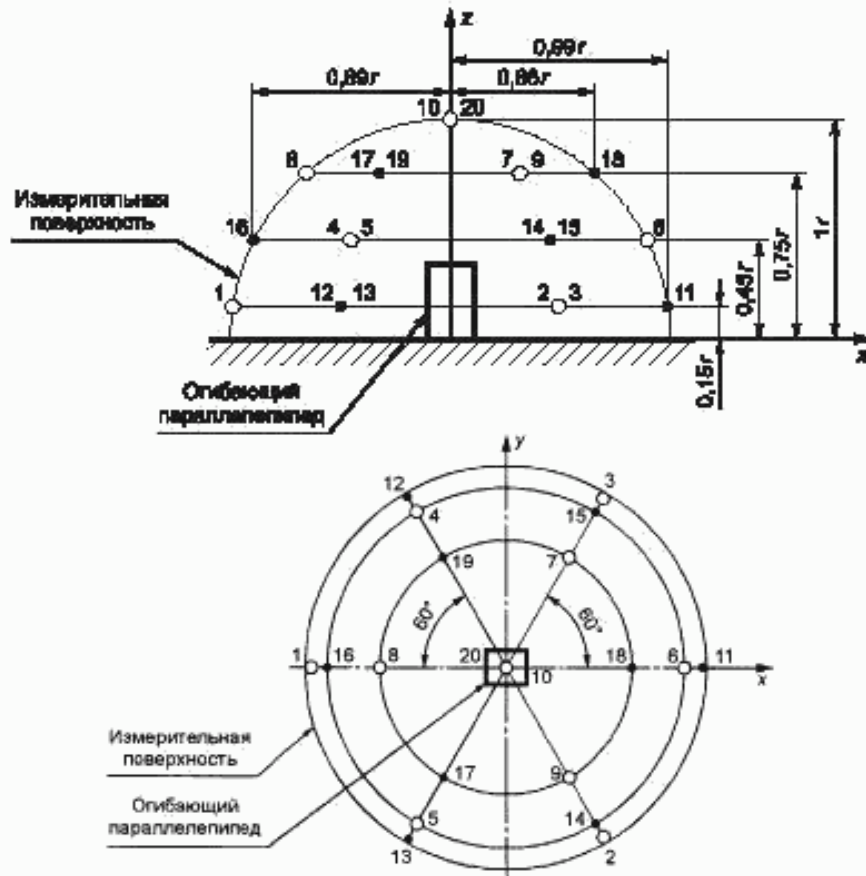 z
0,99r
0,89r
0,66r
10 20
8 17 19 7 9 18
Измерительная
поверхность
16 4 5 14 15 6
1 12 13 2 3 11
0,15r
0,45r
0,75r
1r
x
Огибающий
параллелепипед
y
12 3
4 15
19 7
60° 60°
1 16 8 20 10 18 6 11
x
Измерительная
поверхность
17 9
Огибающий
параллелепипед
5 14
13 2